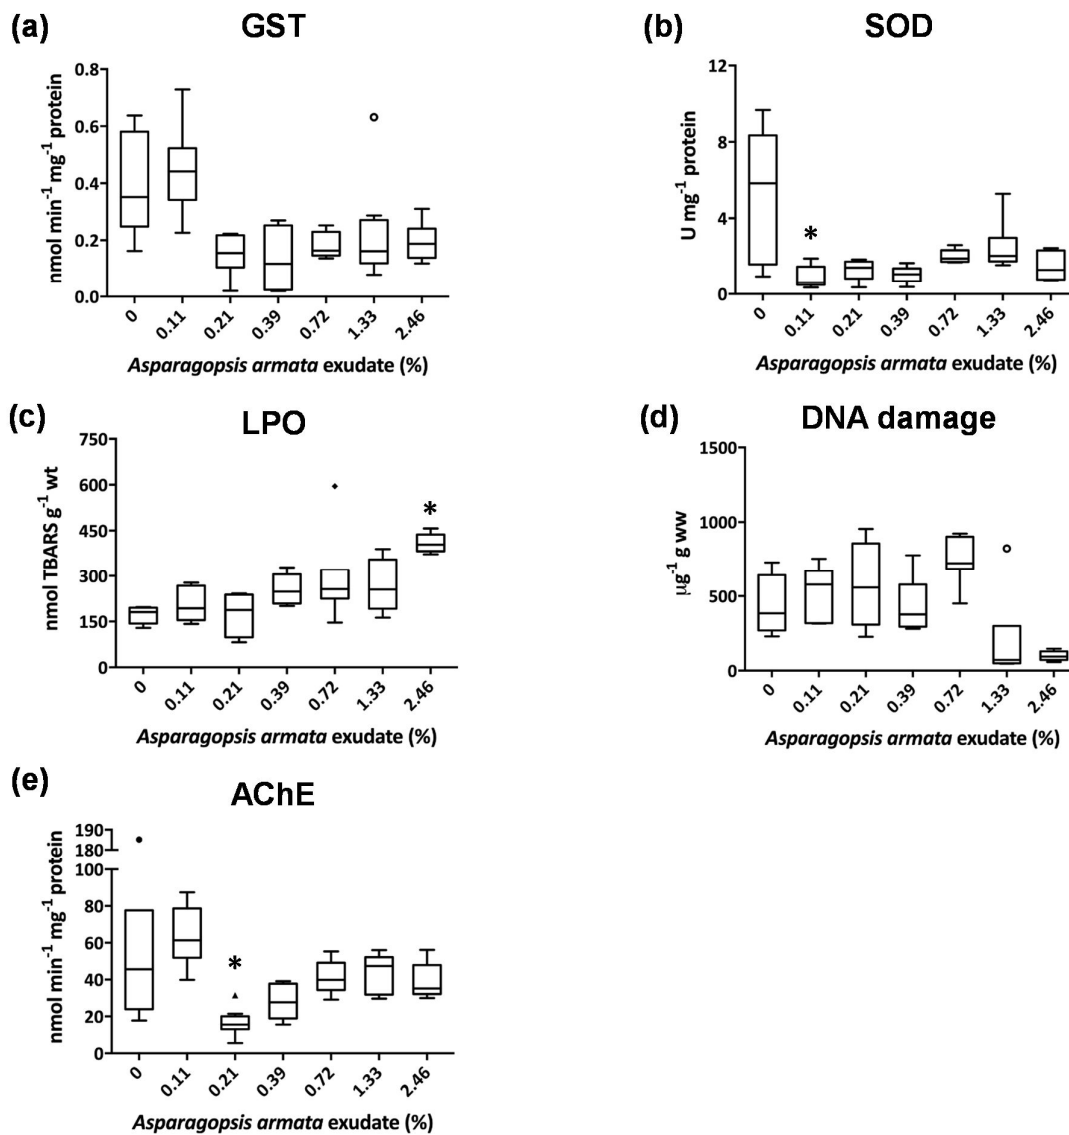 (a) GST
nmol min⁻¹ mg⁻¹ protein
0.8
0.6
0.4
0.2
0.0
0 0.11 0.21 0.39 0.72 1.33 2.46
Asparagopsis armata exudate (%)
(b) SOD
U mg⁻¹ protein
12
8
4
0
*
0 0.11 0.21 0.39 0.72 1.33 2.46
Asparagopsis armata exudate (%)
(c) LPO
nmol TBARS g⁻¹ wt
750
600
450
300
150
0
*
0 0.11 0.21 0.39 0.72 1.33 2.46
Asparagopsis armata exudate (%)
(d) DNA damage
µg⁻¹ g ww
1500
1000
500
0
0 0.11 0.21 0.39 0.72 1.33 2.46
Asparagopsis armata exudate (%)
(e) AChE
nmol min⁻¹ mg⁻¹ protein
190
180
100
80
60
40
20
0
*
0 0.11 0.21 0.39 0.72 1.33 2.46
Asparagopsis armata exudate (%)